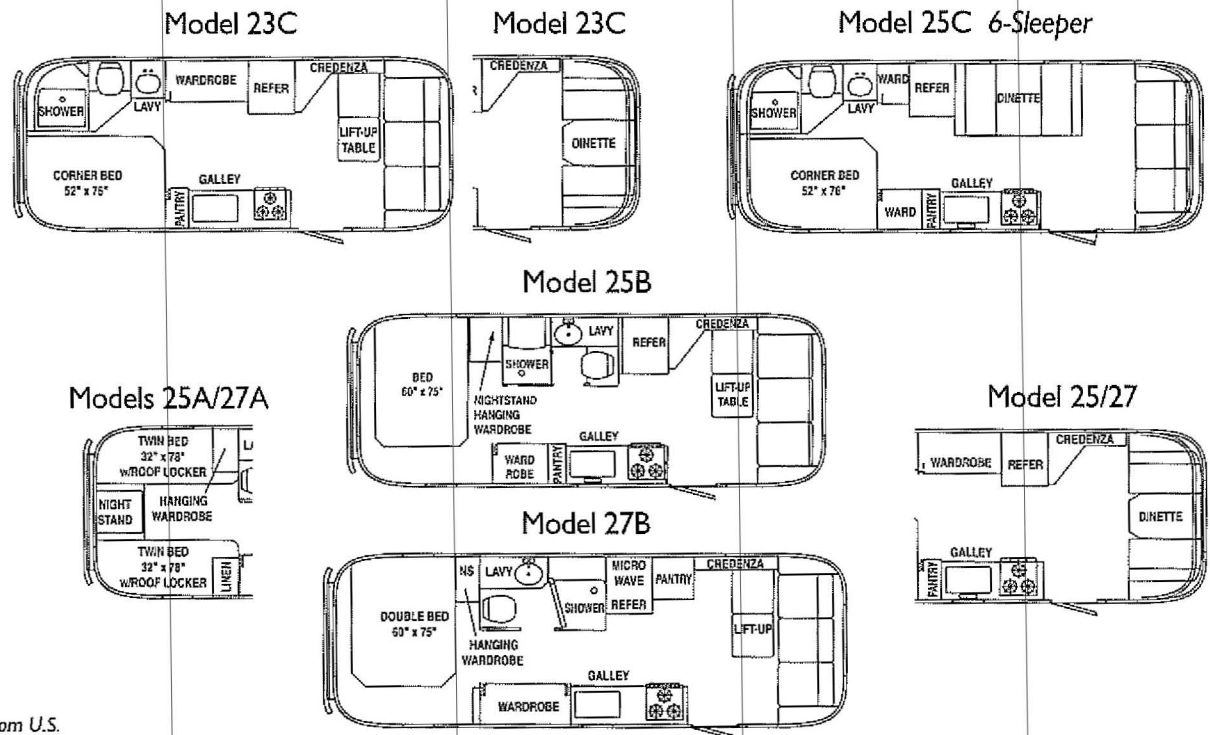 Model 23C
SHOWER
LAVY
WARDROBE
REFER
CREDENZA
LIFT-UP
TABLE
CORNER BED
52" x 76"
PANTRY
GALLEY
Model 23C
CREDENZA
DINETTE
Model 25C 6-Sleeper
SHOWER
LAVY
WARD
REFER
DINETTE
CORNER BED
52" x 76"
WARD
PANTRY
GALLEY
Model 25B
BED
60" x 75"
NIGHTSTAND
HANGING
WARDROBE
SHOWER
LAVY
REFER
CREDENZA
LIFT-UP
TABLE
WARD
ROBE
PANTRY
GALLEY
Models 25A/27A
TWIN BED
32" x 78"
w/ROOF LOCKER
NIGHT
STAND
HANGING
WARDROBE
TWIN BED
32" x 78"
w/ROOF LOCKER
LINEN
Model 25/27
WARDROBE
REFER
CREDENZA
DINETTE
PANTRY
GALLEY
Model 27B
DOUBLE BED
60" x 75"
NS
LAVY
HANGING
WARDROBE
SHOWER
MICRO
WAVE
REFER
PANTRY
CREDENZA
LIFT-UP
WARDROBE
GALLEY
om U.S.